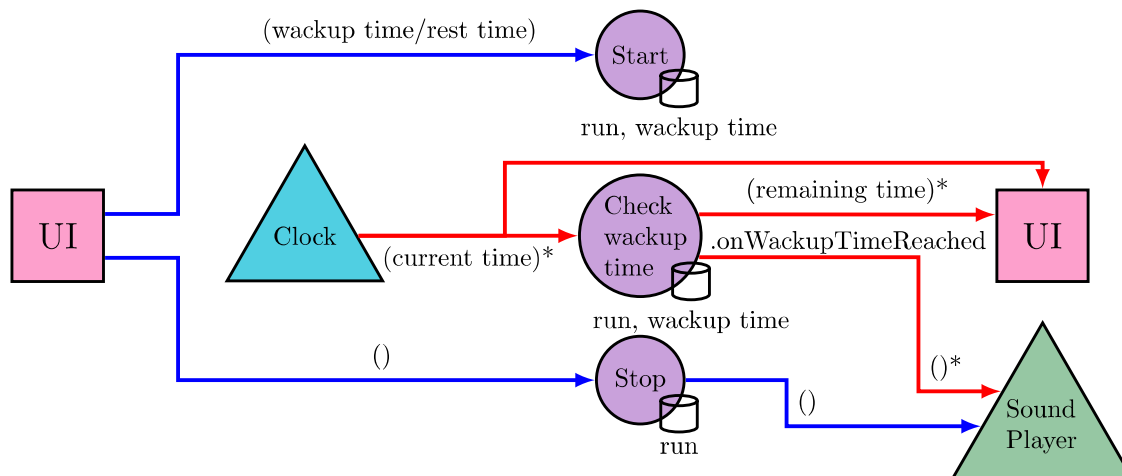 (wackup time/rest time)
Start
run, wackup time
UI
Clock
(current time)*
Check
wackup
time
run, wackup time
(remaining time)*
.onWackupTimeReached
UI
()
Stop
run
()
()*
Sound
Player